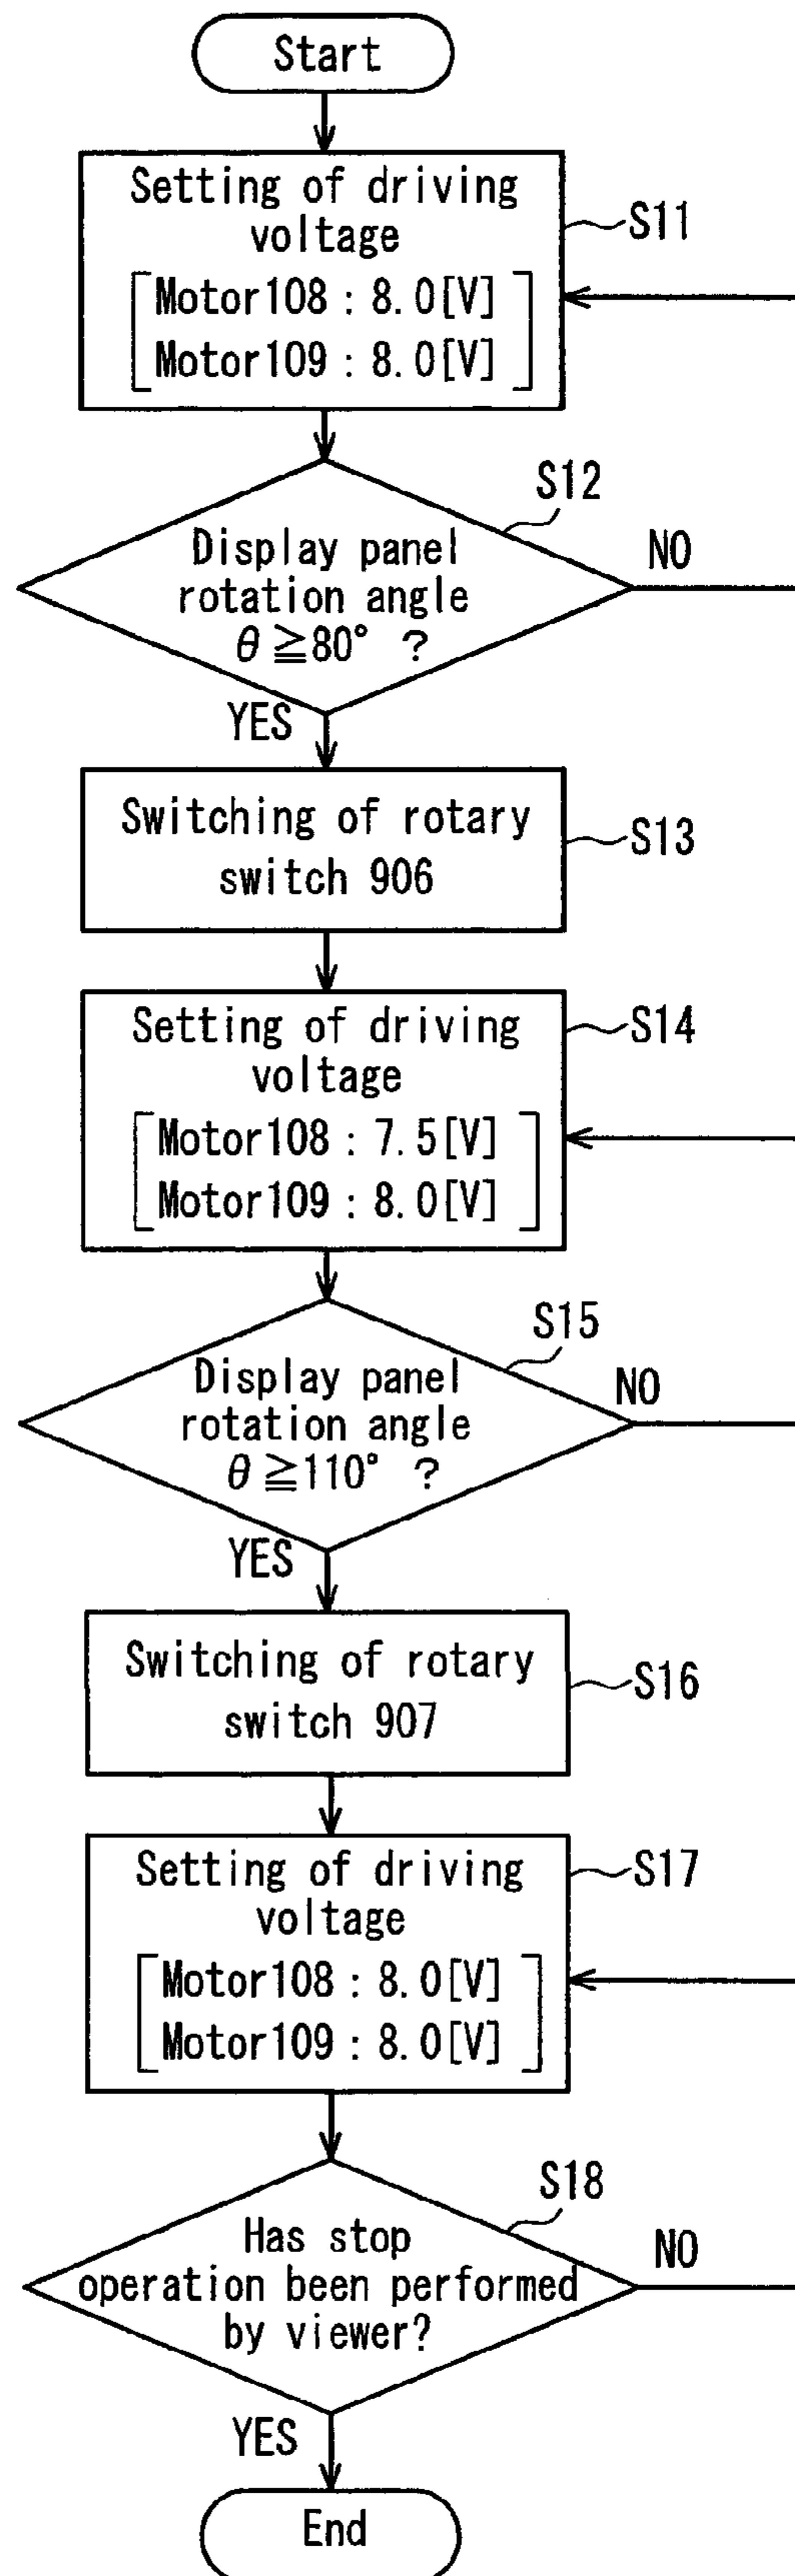 Start
Setting of driving
voltage
Motor108 : 8.0[V]
Motor109 : 8.0[V]
S11
S12
Display panel
rotation angle
θ ≧80° ?
NO
YES
Switching of rotary
switch 906
S13
Setting of driving
voltage
Motor108 : 7.5[V]
Motor109 : 8.0[V]
S14
S15
Display panel
rotation angle
θ ≧110° ?
NO
YES
Switching of rotary
switch 907
S16
Setting of driving
voltage
Motor108 : 8.0[V]
Motor109 : 8.0[V]
S17
S18
Has stop
operation been performed
by viewer?
NO
YES
End